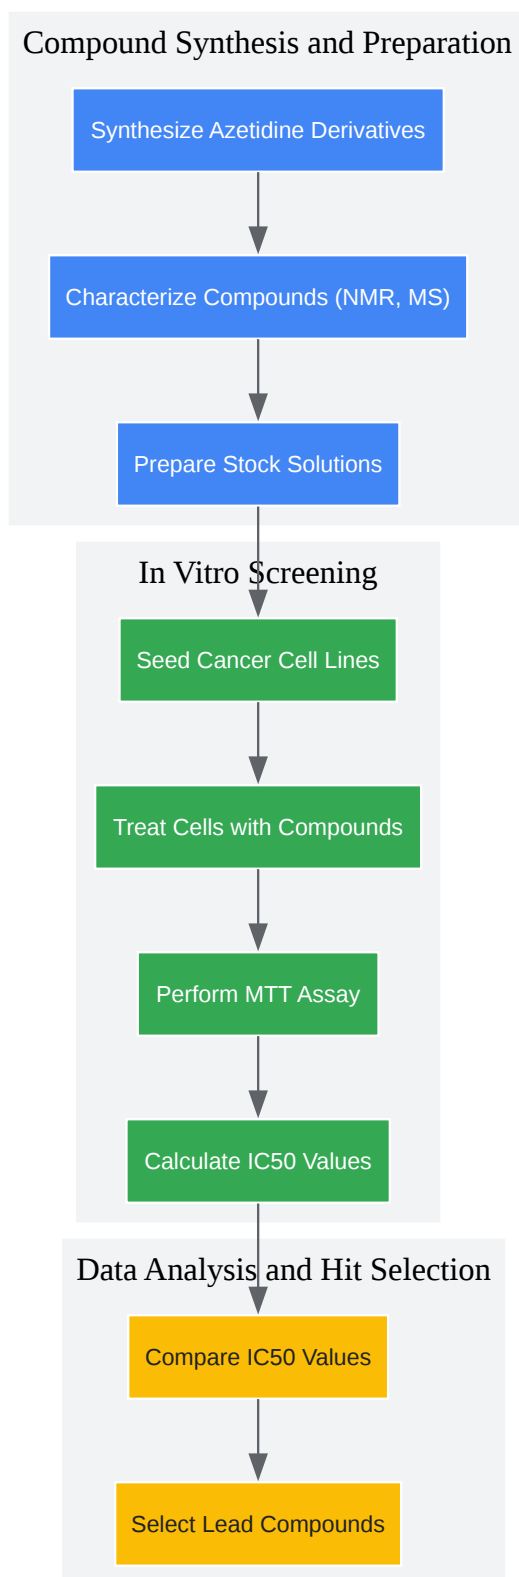 Compound Synthesis and Preparation
Synthesize Azetidine Derivatives
Characterize Compounds (NMR, MS)
Prepare Stock Solutions
In Vitro Screening
Seed Cancer Cell Lines
Treat Cells with Compounds
Perform MTT Assay
Calculate IC50 Values
Data Analysis and Hit Selection
Compare IC50 Values
Select Lead Compounds